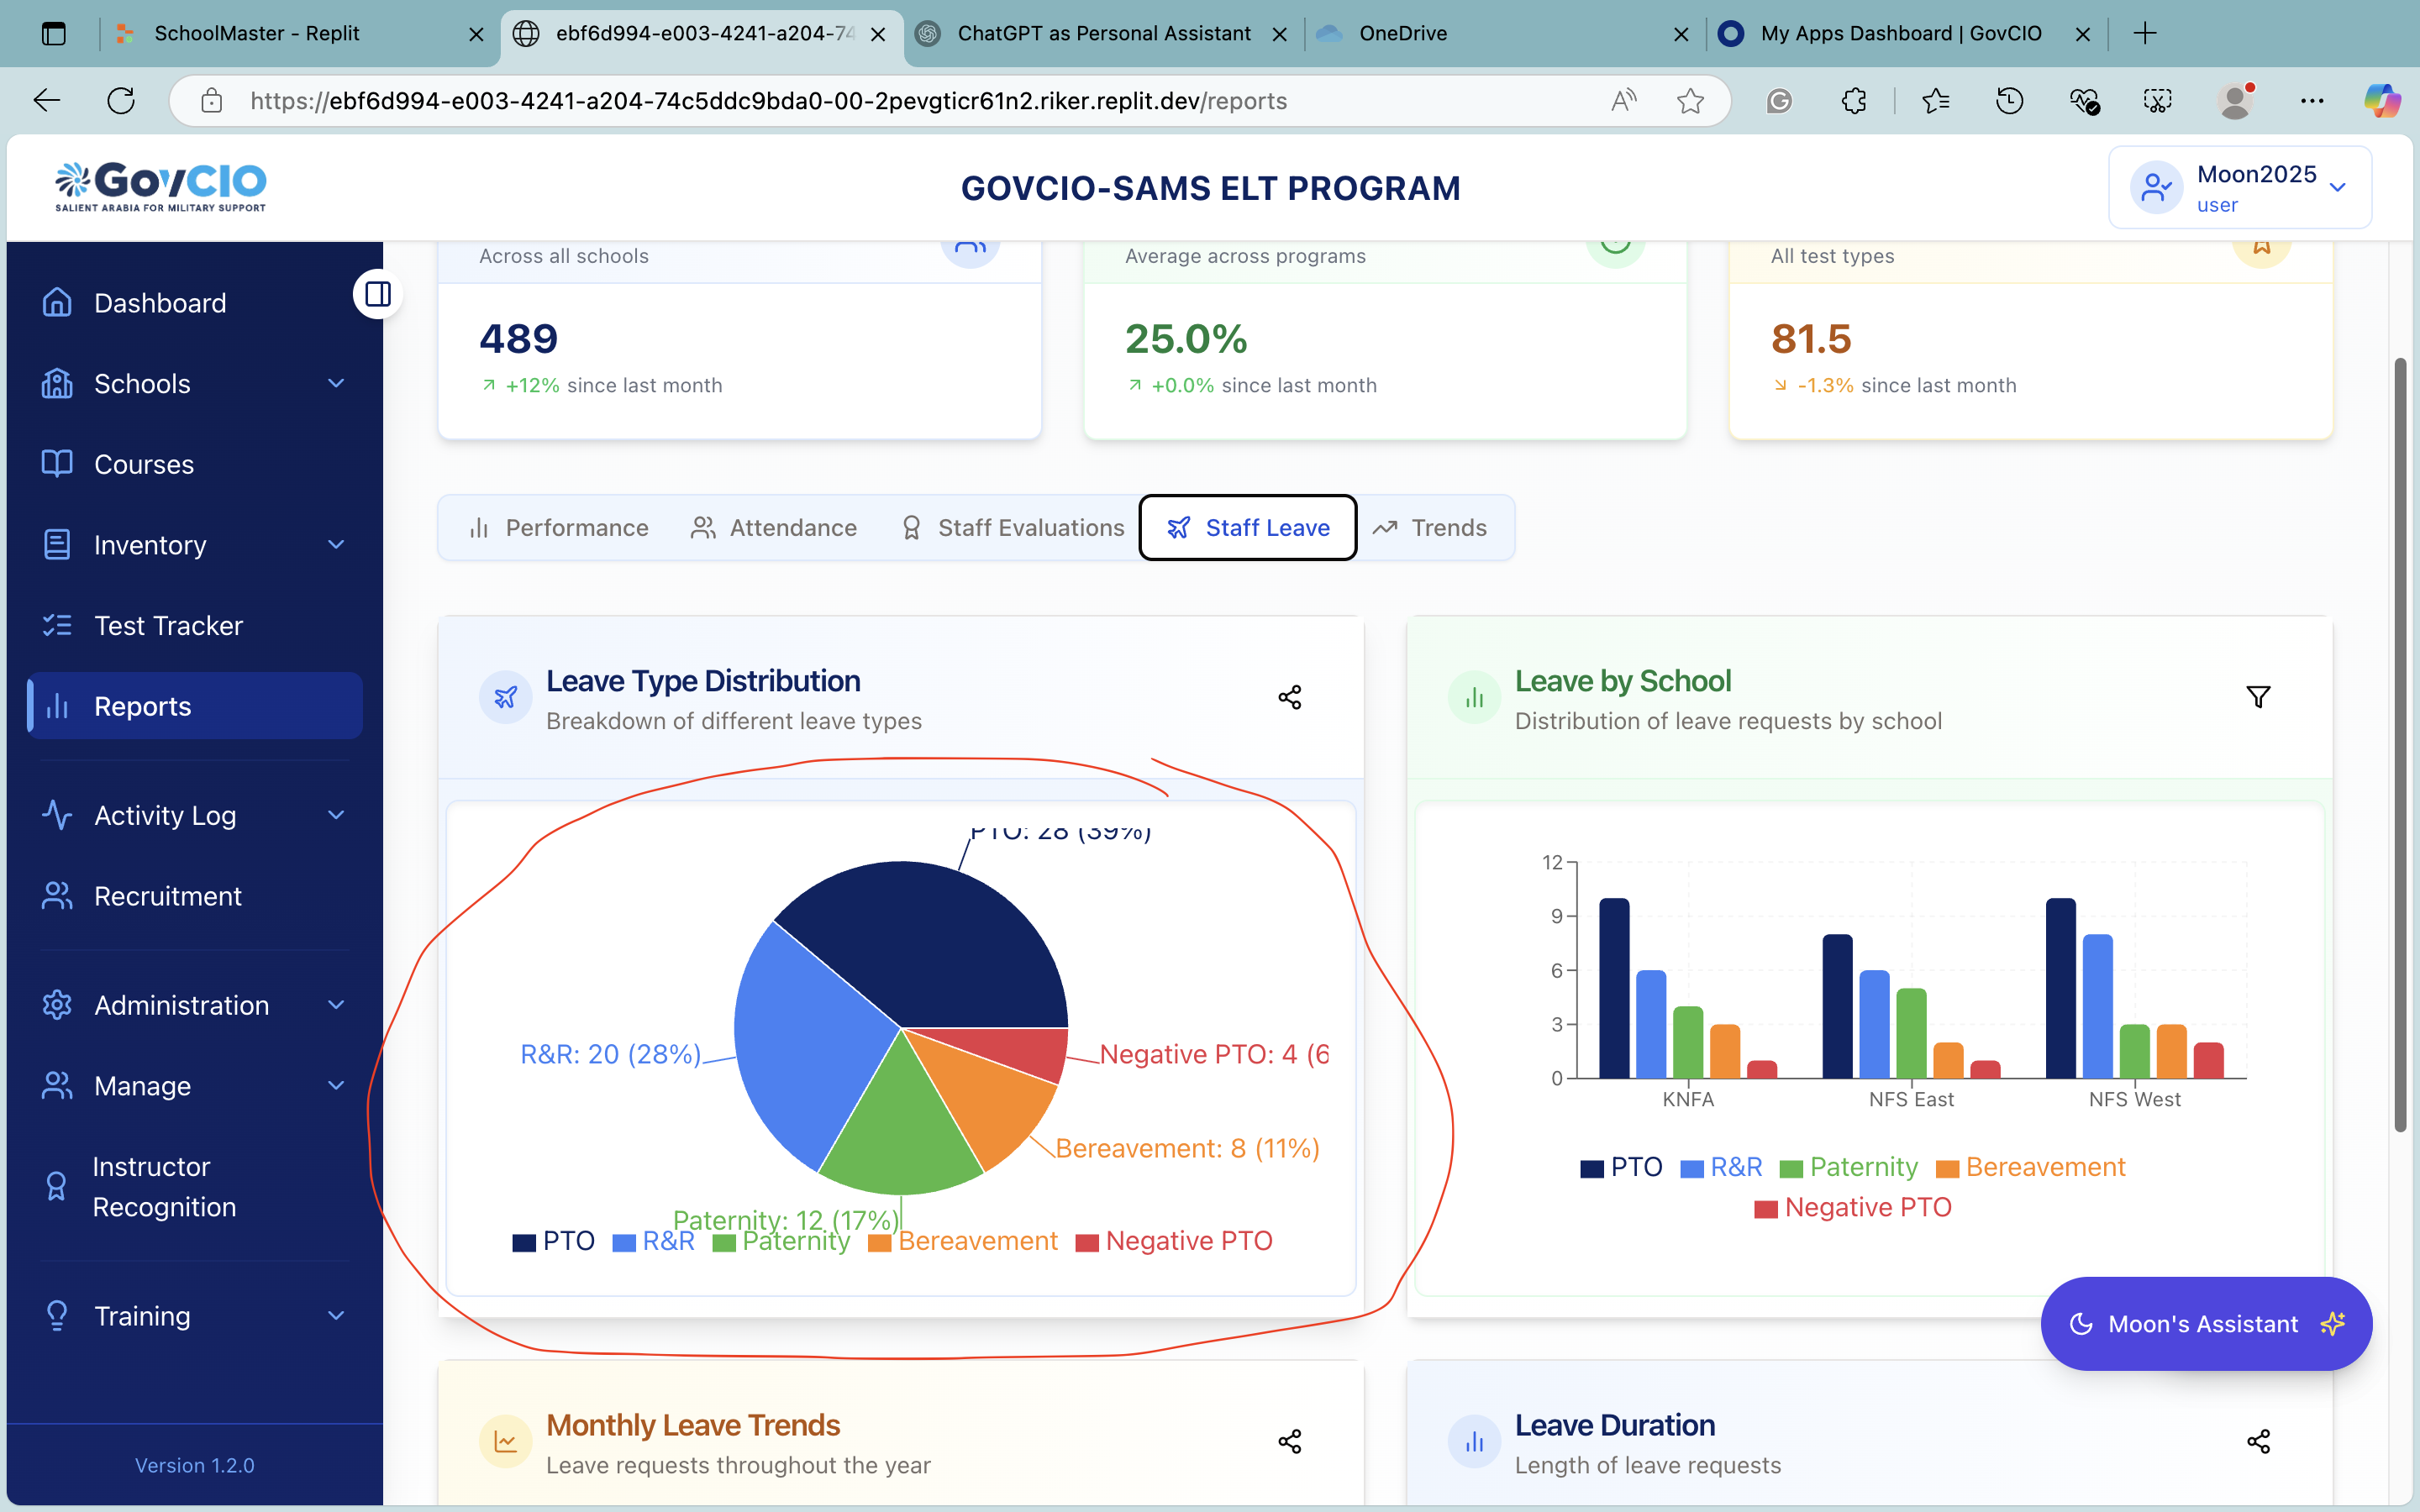 SchoolMaster - Replit
ebf6d994-e003-4241-a204-74
ChatGPT as Personal Assistant
OneDrive
My Apps Dashboard | GovCIO
https://ebf6d994-e003-4241-a204-74c5ddc9bda0-00-2pevgticr61n2.riker.replit.dev/reports
GovCIO
SALIENT ARABIA FOR MILITARY SUPPORT
GOVCIO-SAMS ELT PROGRAM
Moon2025
user
Dashboard
Schools
Courses
Inventory
Test Tracker
Reports
Activity Log
Recruitment
Administration
Manage
Instructor
Recognition
Training
Version 1.2.0
Across all schools
489
+12% since last month
Average across programs
25.0%
+0.0% since last month
All test types
81.5
-1.3% since last month
Performance
Attendance
Staff Evaluations
Staff Leave
Trends
Leave Type Distribution
Breakdown of different leave types
PTO: 28 (39%)
R&R: 20 (28%)
Negative PTO: 4 (6
Bereavement: 8 (11%)
Paternity: 12 (17%)
PTO R&R Paternity Bereavement Negative PTO
Leave by School
Distribution of leave requests by school
12
9
6
3
0
KNFA NFS East NFS West
PTO R&R Paternity Bereavement
Negative PTO
Moon's Assistant
Monthly Leave Trends
Leave requests throughout the year
Leave Duration
Length of leave requests